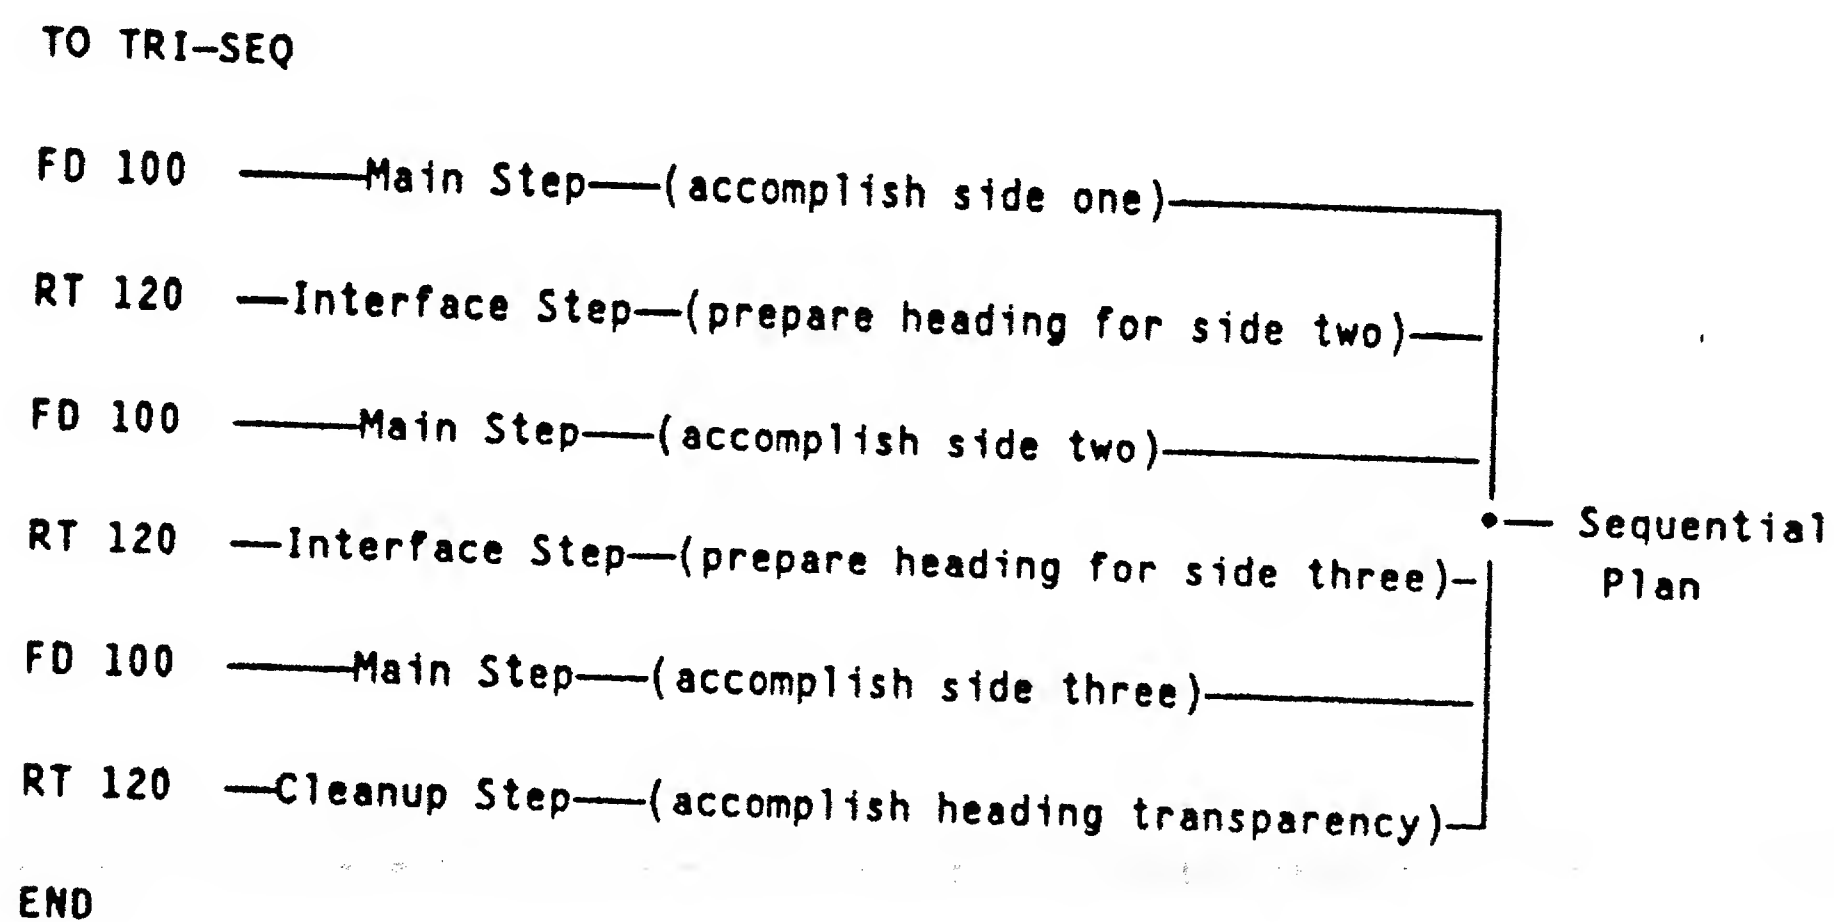 TO TRI-SEQ
FD 100 Main Step (accomplish side one)
RT 120 Interface Step (prepare heading for side two)
FD 100 Main Step (accomplish side two)
Sequential
RT 120 Interface Step (prepare heading for side three)
Plan
FD 100 Main Step (accomplish side three)
RT 120 Cleanup Step (accomplish heading transparency)
END